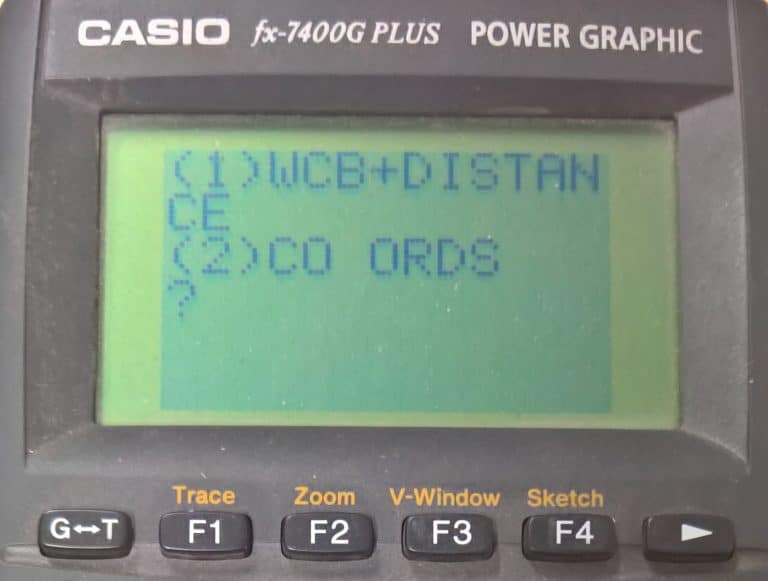 CASIO fx-7400G PLUS POWER GRAPHIC
(1)WCB+DISTAN
CE
(2)CO ORDS
?
Trace Zoom V-Window Sketch
G↔T F1 F2 F3 F4 ►